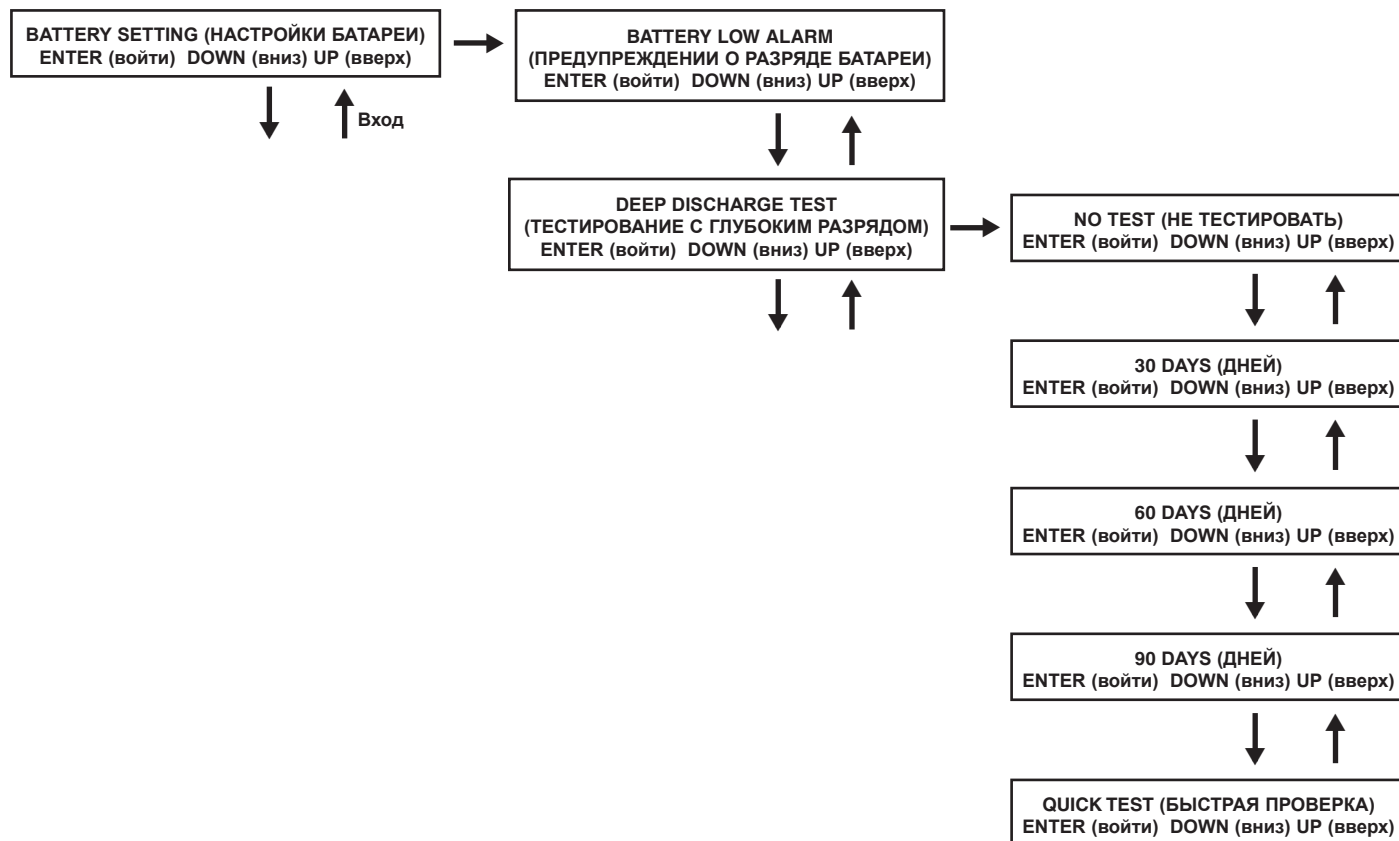 BATTERY SETTING (НАСТРОЙКИ БАТАРЕИ)
ENTER (войти) DOWN (вниз) UP (вверх)
Вход
BATTERY LOW ALARM
(ПРЕДУПРЕЖДЕНИИ О РАЗРЯДЕ БАТАРЕИ)
ENTER (войти) DOWN (вниз) UP (вверх)
DEEP DISCHARGE TEST
(ТЕСТИРОВАНИЕ С ГЛУБОКИМ РАЗРЯДОМ)
ENTER (войти) DOWN (вниз) UP (вверх)
NO TEST (НЕ ТЕСТИРОВАТЬ)
ENTER (войти) DOWN (вниз) UP (вверх)
30 DAYS (ДНЕЙ)
ENTER (войти) DOWN (вниз) UP (вверх)
60 DAYS (ДНЕЙ)
ENTER (войти) DOWN (вниз) UP (вверх)
90 DAYS (ДНЕЙ)
ENTER (войти) DOWN (вниз) UP (вверх)
QUICK TEST (БЫСТРАЯ ПРОВЕРКА)
ENTER (войти) DOWN (вниз) UP (вверх)